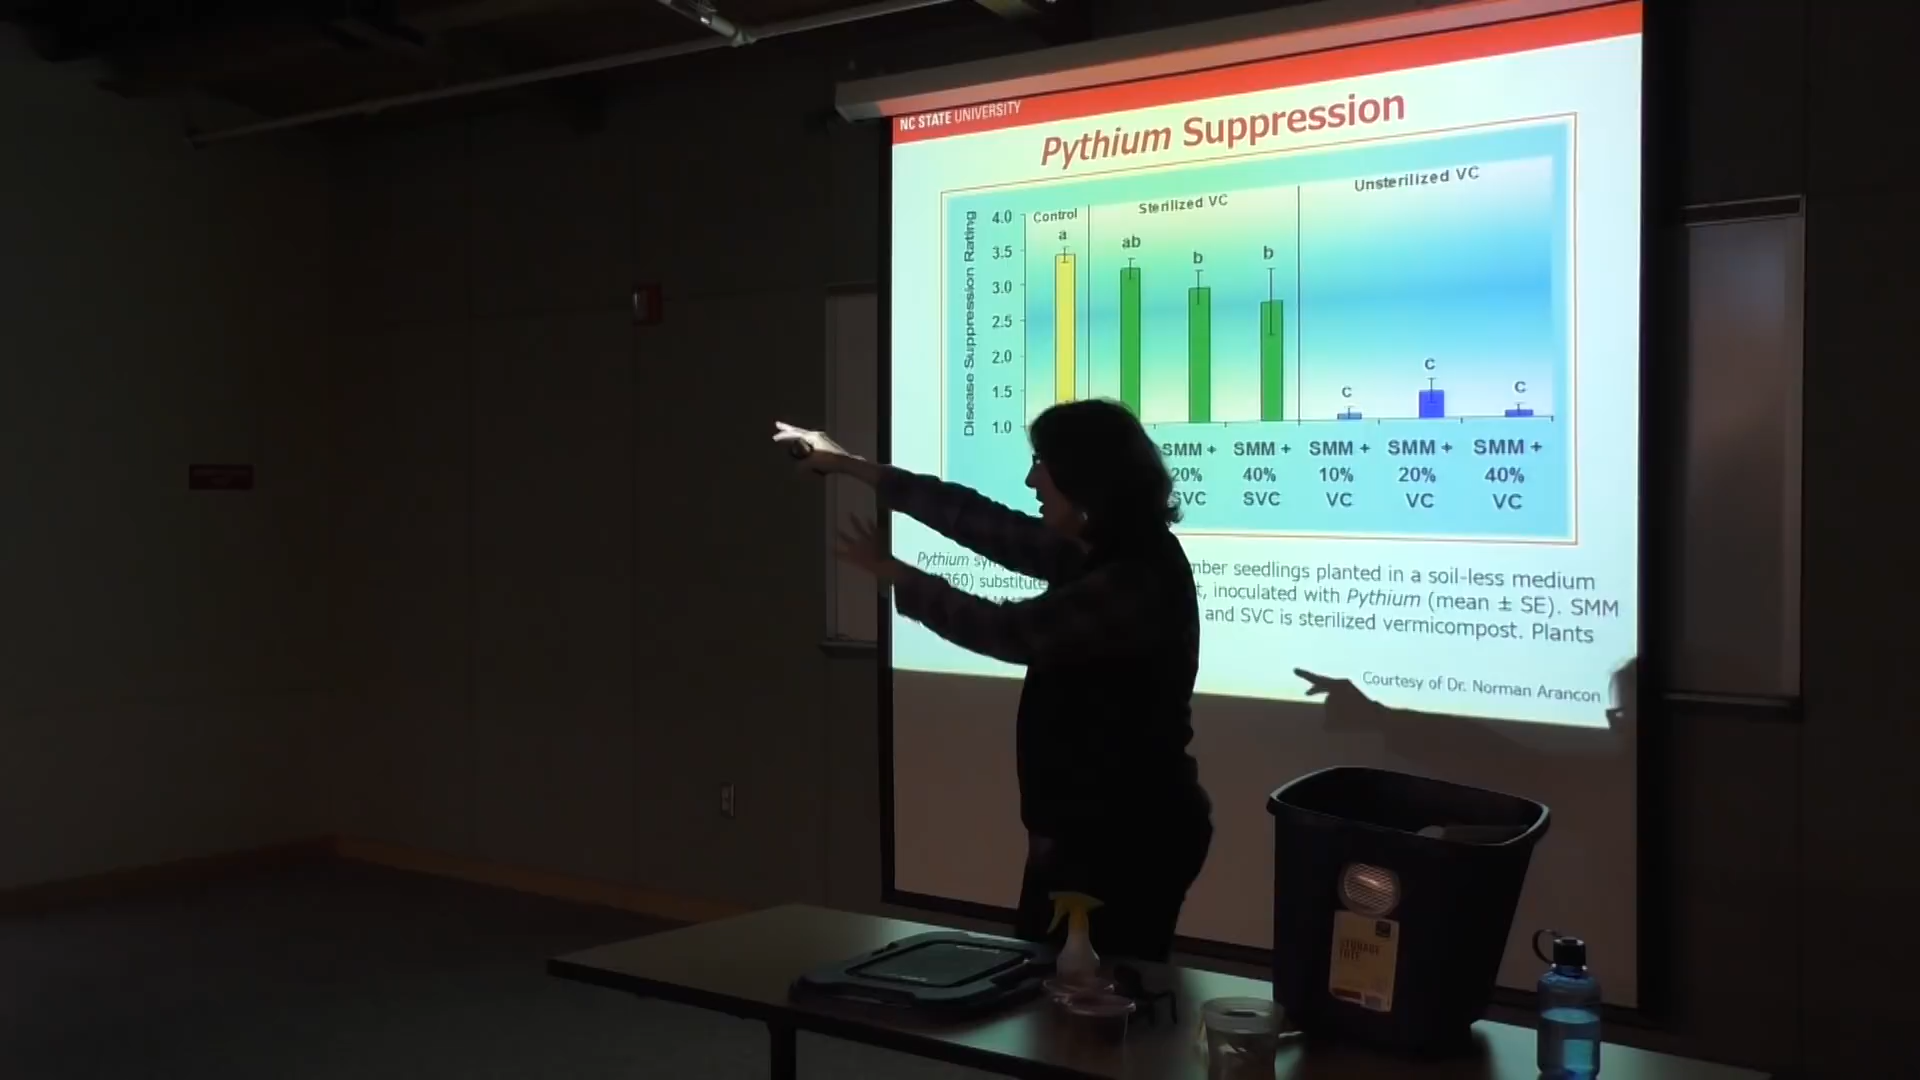 NC STATE UNIVERSITY
Pythium Suppression
Control
Sterilized VC
Unsterilized VC
Disease Suppression Rating
4.0
3.5
3.0
2.5
2.0
1.5
1.0
a
ab
b
b
c
c
c
SMM + SMM + SMM + SMM + SMM +
20% 40% 10% 20% 40%
SVC SVC VC VC VC
Pythium seedlings planted in a soil-less medium
substitute inoculated with Pythium (mean ± SE). SMM
and SVC is sterilized vermicompost. Plants
Courtesy of Dr. Norman Arancon
STORAGE
TOTE